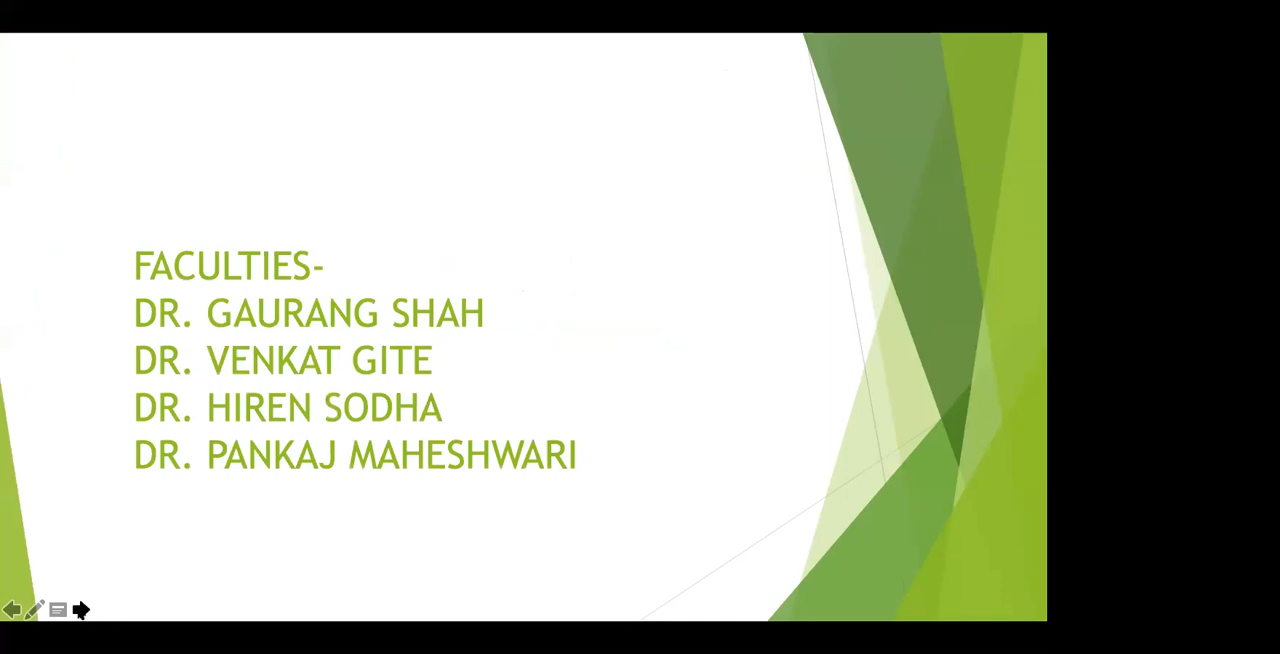 FACULTIES-
DR. GAURANG SHAH
DR. VENKAT GITE
DR. HIREN SODHA
DR. PANKAJ MAHESHWARI